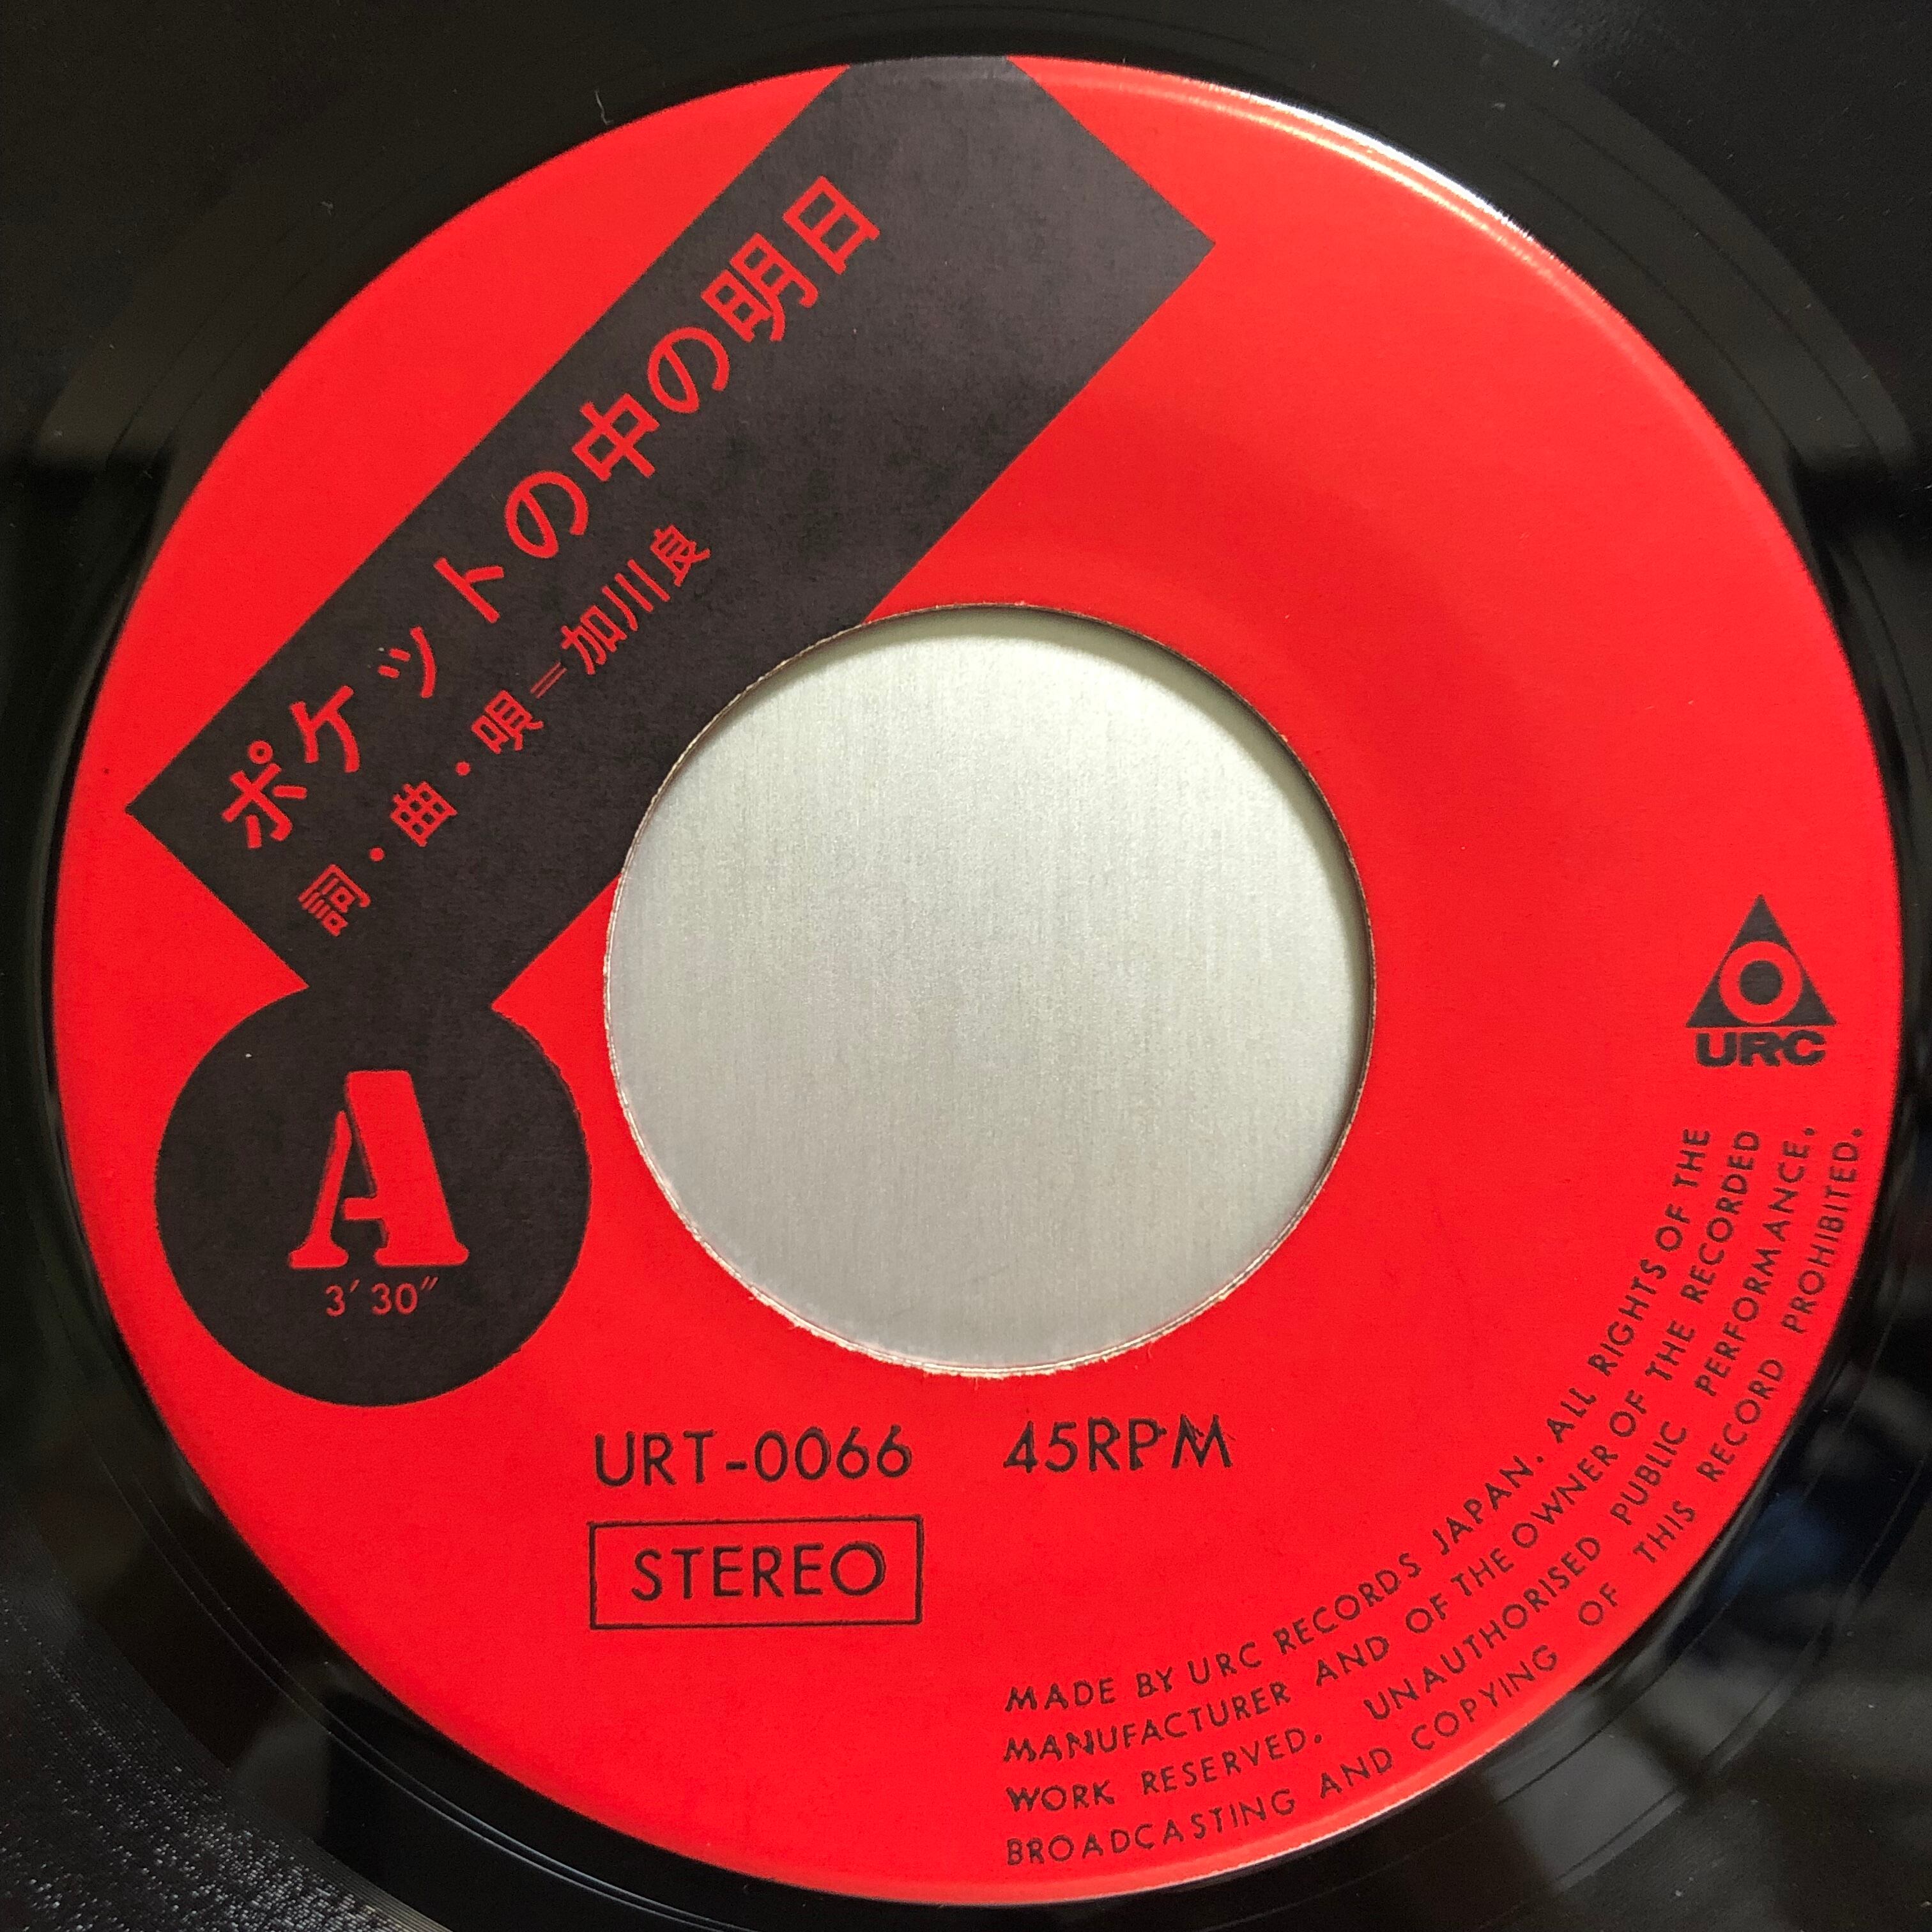 ポケットの中の明日
詞・曲・唄＝加川良
A
3′30″
URC
URT-0066 45RPM
STEREO
MADE BY URC RECORDS JAPAN. ALL RIGHTS OF THE
MANUFACTURER AND OF THE OWNER OF THE RECORDED
WORK RESERVED. UNAUTHORISED PUBLIC PERFORMANCE.
BROADCASTING AND COPYING OF THIS RECORD PROHIBITED.